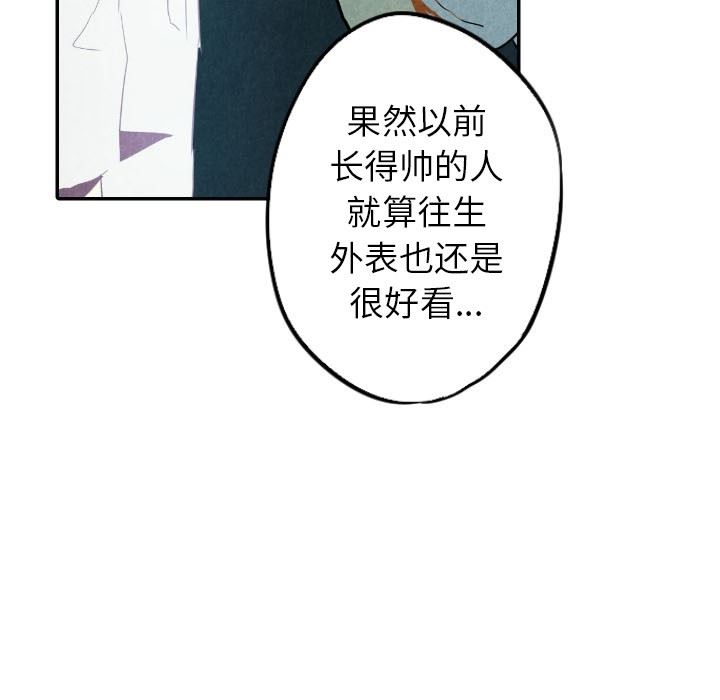 果然以前
长得帅的人
就算往生
外表也还是
很好看...